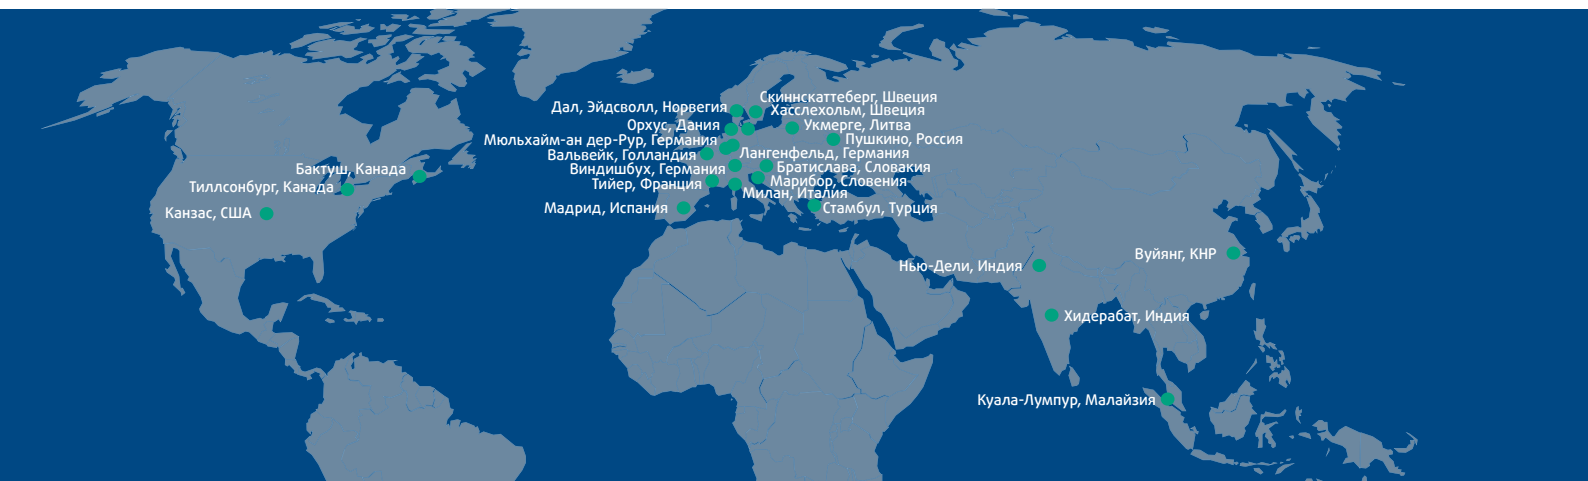 Скиннскаттеберг, Швеция
Дал, Эйдсволл, Норвегия
Хасслехольм, Швеция
Орхус, Дания
Укмерге, Литва
Мюльхайм-ан дер-Рур, Германия
Пушкино, Россия
Вальвейк, Голландия
Лангенфельд, Германия
Виндишбух, Германия
Братислава, Словакия
Бактуш, Канада
Тийер, Франция
Марибор, Словения
Тиллсонбург, Канада
Милан, Италия
Мадрид, Испания
Стамбул, Турция
Канзас, США
Вуйянг, КНР
Нью-Дели, Индия
Хидерабат, Индия
Куала-Лумпур, Малайзия